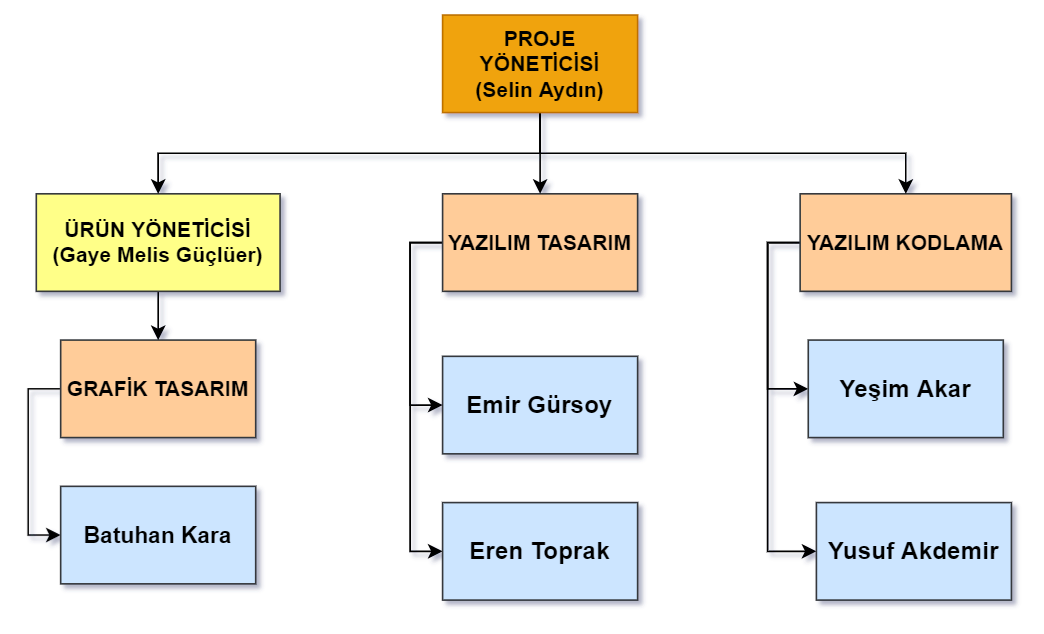 PROJE
YÖNETİCİSİ
(Selin Aydın)
ÜRÜN YÖNETİCİSİ
(Gaye Melis Güçlüer)
YAZILIM TASARIM
YAZILIM KODLAMA
GRAFİK TASARIM
Emir Gürsoy
Yeşim Akar
Batuhan Kara
Eren Toprak
Yusuf Akdemir